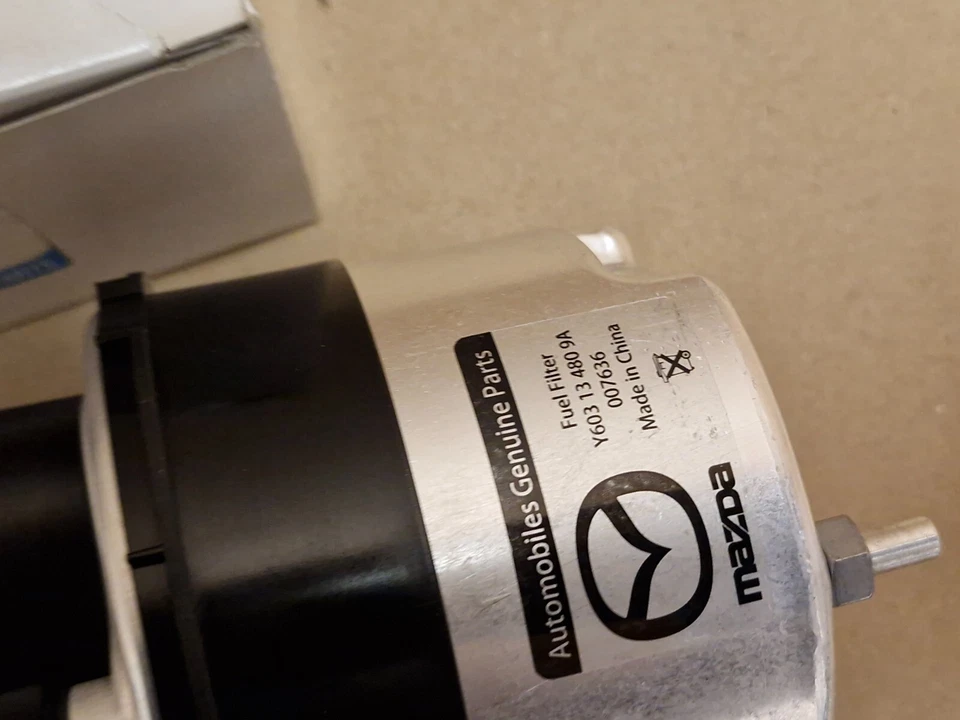 Automobiles Genuine Parts
Fuel Filter
Y603 13 480 9A
007636
Made in China
mazDa